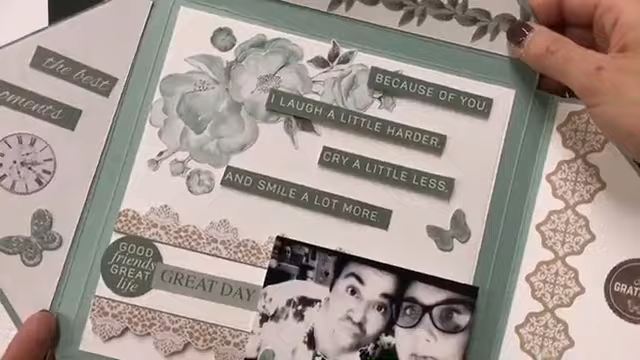 the best
moments
BECAUSE OF YOU,
I LAUGH A LITTLE HARDER,
CRY A LITTLE LESS,
AND SMILE A LOT MORE.
GOOD
friends
GREAT
life
GREAT DAY